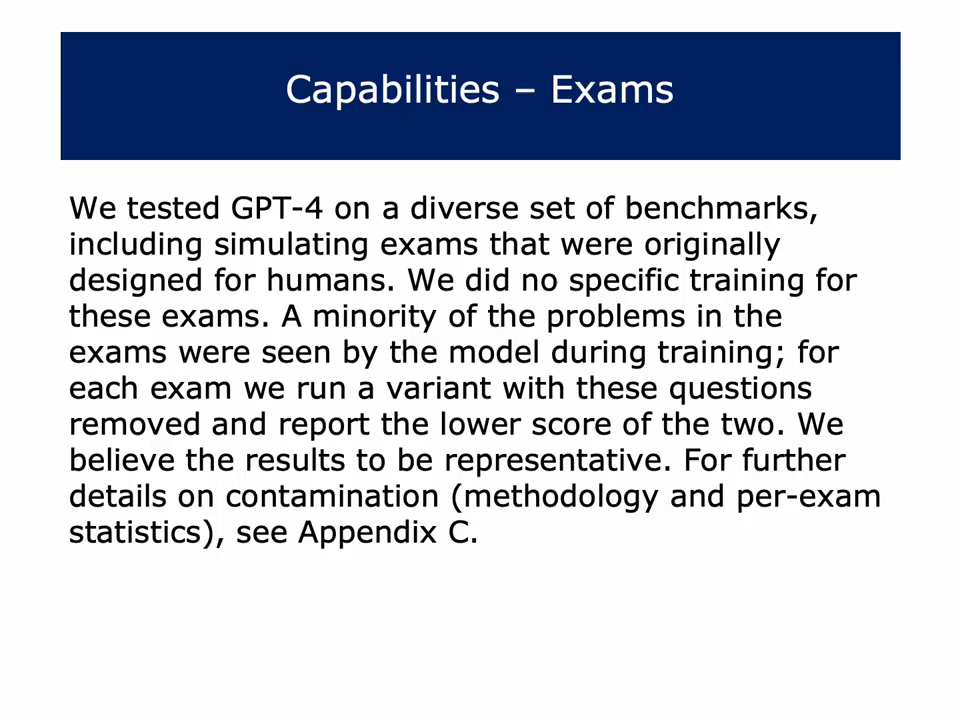 Capabilities – Exams
We tested GPT-4 on a diverse set of benchmarks,
including simulating exams that were originally
designed for humans. We did no specific training for
these exams. A minority of the problems in the
exams were seen by the model during training; for
each exam we run a variant with these questions
removed and report the lower score of the two. We
believe the results to be representative. For further
details on contamination (methodology and per-exam
statistics), see Appendix C.